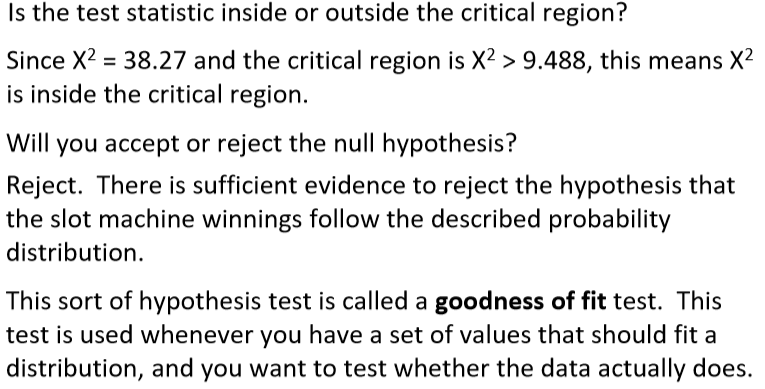 Is the test statistic inside or outside the critical region?
Since X² = 38.27 and the critical region is X² > 9.488, this means X²
is inside the critical region.
Will you accept or reject the null hypothesis?
Reject.  There is sufficient evidence to reject the hypothesis that
the slot machine winnings follow the described probability
distribution.
This sort of hypothesis test is called a goodness of fit test.  This
test is used whenever you have a set of values that should fit a
distribution, and you want to test whether the data actually does.